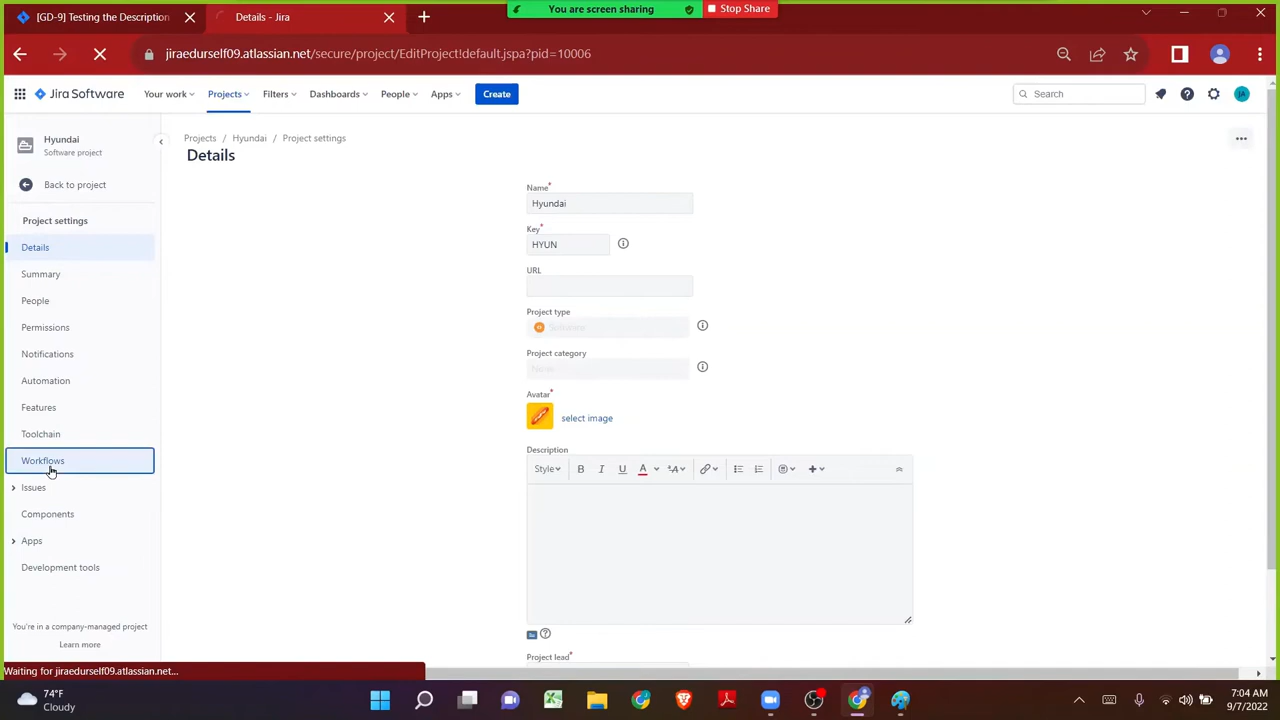 [GD-9] Testing the Description
Details - Jira
You are screen sharing
Stop Share
jiraedurself09.atlassian.net/secure/project/EditProject!default.jspa?pid=10006
Jira Software
Your work
Projects
Filters
Dashboards
People
Apps
Create
Search
JA
Hyundai
Software project
Back to project
Project settings
Details
Summary
People
Permissions
Notifications
Automation
Features
Toolchain
Workflows
Issues
Components
Apps
Development tools
You're in a company-managed project
Learn more
Projects / Hyundai / Project settings
Details
Name*
Hyundai
Key*
HYUN
URL
Project type
Software
Project category
None
Avatar*
select image
Description
Style
B I U A
Project lead*
Waiting for jiraedurself09.atlassian.net...
74°F
Cloudy
7:04 AM
9/7/2022